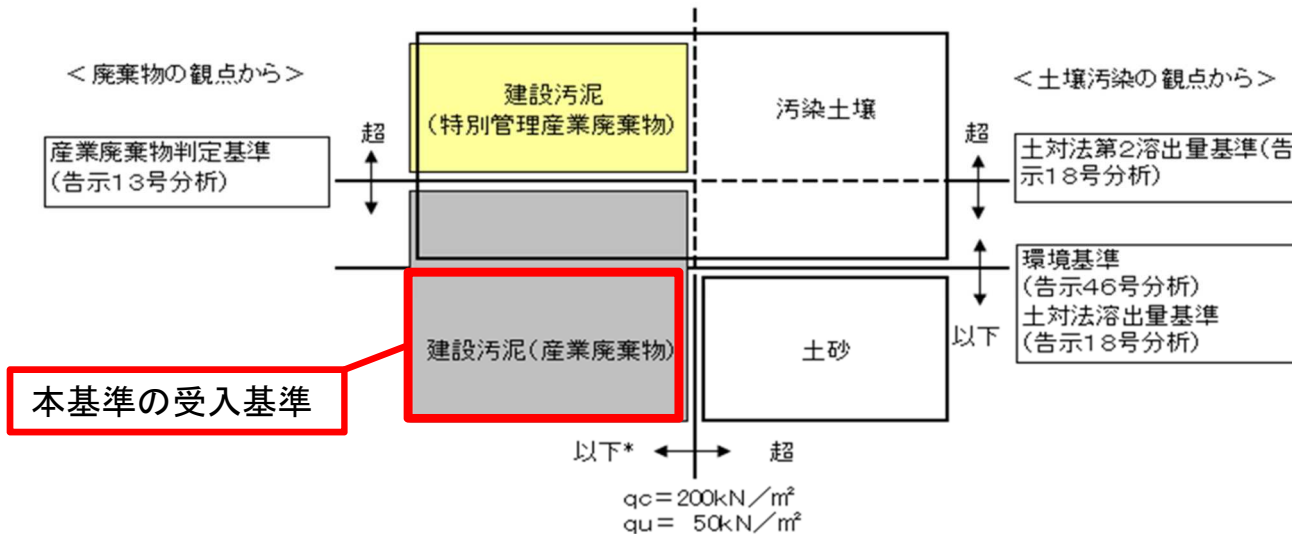 ＜廃棄物の観点から＞
産業廃棄物判定基準
(告示13号分析)
超
建設汚泥
(特別管理産業廃棄物)
汚染土壌
＜土壌汚染の観点から＞
超
土対法第2溶出量基準(告
示18号分析)
環境基準
(告示46号分析)
土対法溶出量基準
(告示18号分析)
以下
建設汚泥(産業廃棄物)
土砂
本基準の受入基準
以下*
超
qc＝200kN／m²
qu＝ 50kN／m²